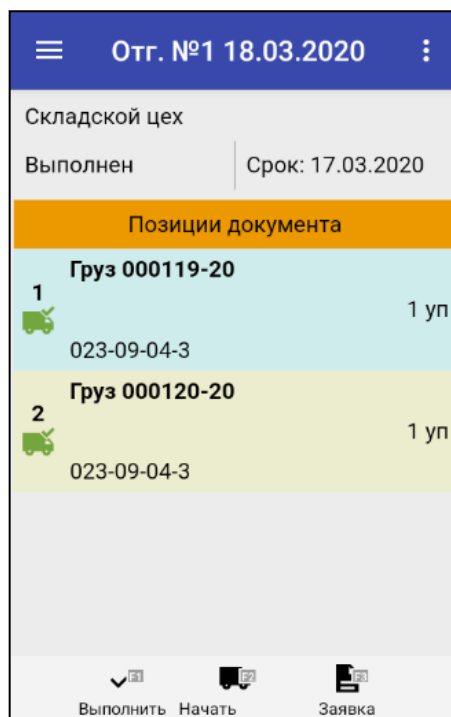 Отг. №1 18.03.2020
Складской цех
Выполнен Срок: 17.03.2020
Позиции документа
Груз 000119-20
1
1 уп
023-09-04-3
Груз 000120-20
2
1 уп
023-09-04-3
F1 F2 F3
Выполнить Начать Заявка